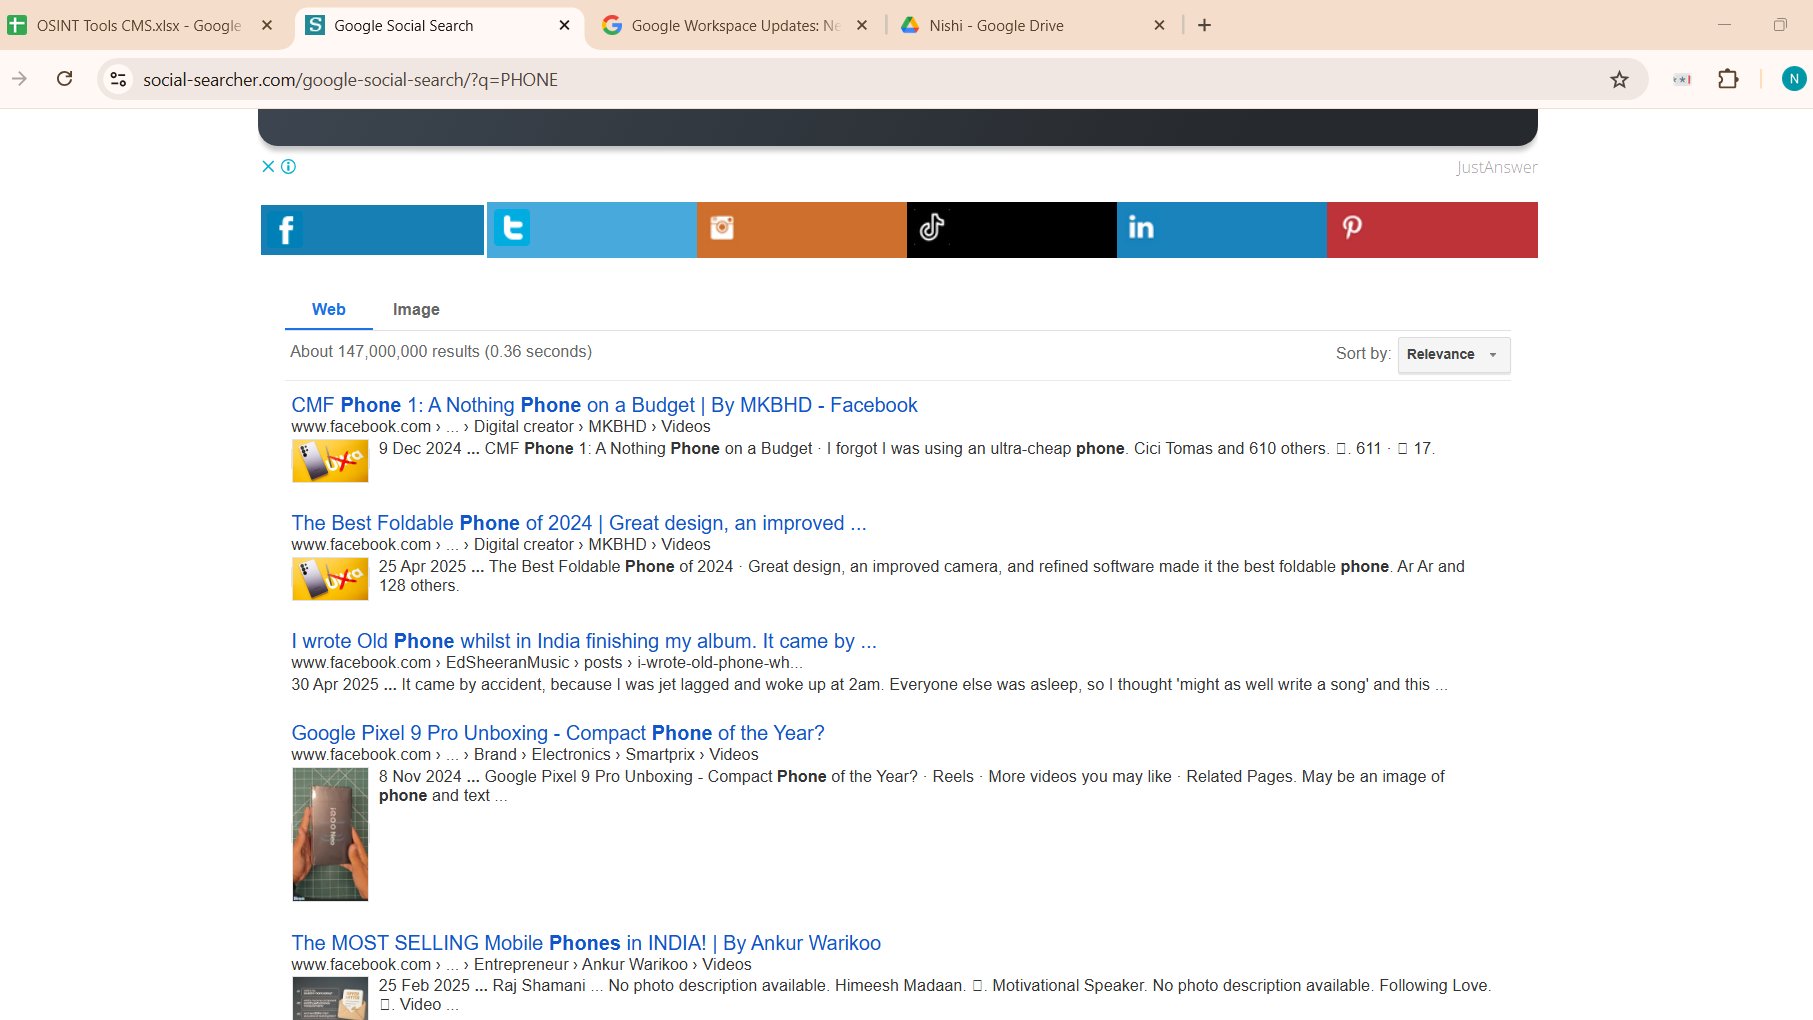 OSINT Tools CMS.xlsx - Google
Google Social Search
Google Workspace Updates: Ne
Nishi - Google Drive
social-searcher.com/google-social-search/?q=PHONE
N
JustAnswer
Web
Image
About 147,000,000 results (0.36 seconds)
Sort by:
Relevance
CMF Phone 1: A Nothing Phone on a Budget | By MKBHD - Facebook
www.facebook.com › ... › Digital creator › MKBHD › Videos
9 Dec 2024 ... CMF Phone 1: A Nothing Phone on a Budget · I forgot I was using an ultra-cheap phone. Cici Tomas and 610 others. 󰍸. 611 · 󰍹 17.
The Best Foldable Phone of 2024 | Great design, an improved ...
www.facebook.com › ... › Digital creator › MKBHD › Videos
25 Apr 2025 ... The Best Foldable Phone of 2024 · Great design, an improved camera, and refined software made it the best foldable phone. Ar Ar and
128 others.
I wrote Old Phone whilst in India finishing my album. It came by ...
www.facebook.com › EdSheeranMusic › posts › i-wrote-old-phone-wh...
30 Apr 2025 ... It came by accident, because I was jet lagged and woke up at 2am. Everyone else was asleep, so I thought 'might as well write a song' and this ...
Google Pixel 9 Pro Unboxing - Compact Phone of the Year?
www.facebook.com › ... › Brand › Electronics › Smartprix › Videos
8 Nov 2024 ... Google Pixel 9 Pro Unboxing - Compact Phone of the Year? · Reels · More videos you may like · Related Pages. May be an image of
phone and text ...
iQOO Neo
The MOST SELLING Mobile Phones in INDIA! | By Ankur Warikoo
www.facebook.com › ... › Entrepreneur › Ankur Warikoo › Videos
25 Feb 2025 ... Raj Shamani ... No photo description available. Himeesh Madaan. 󱢏. Motivational Speaker. No photo description available. Following Love.
󱙆. Video ...